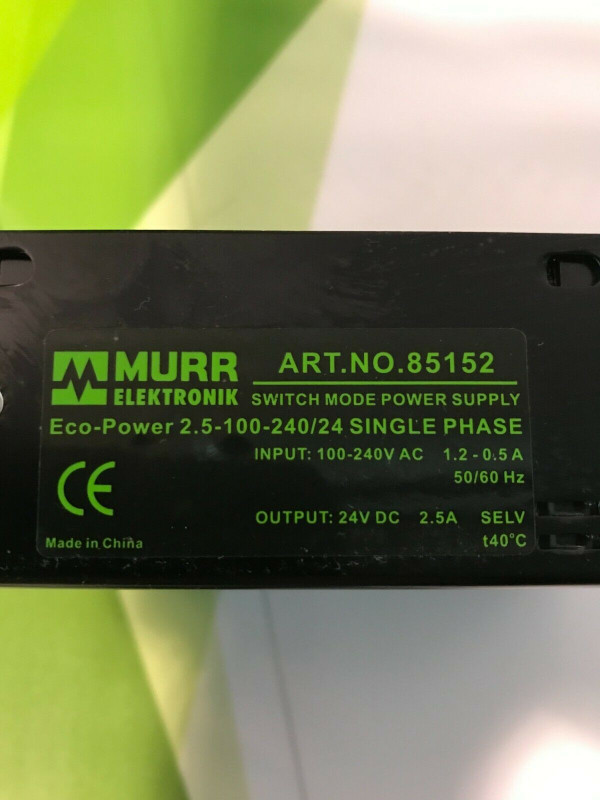 MURR
ELEKTRONIK
ART.NO.85152
SWITCH MODE POWER SUPPLY
Eco-Power 2.5-100-240/24 SINGLE PHASE
INPUT: 100-240V AC 1.2 - 0.5 A
50/60 Hz
CE
OUTPUT: 24V DC 2.5A SELV
Made in China
t40°C